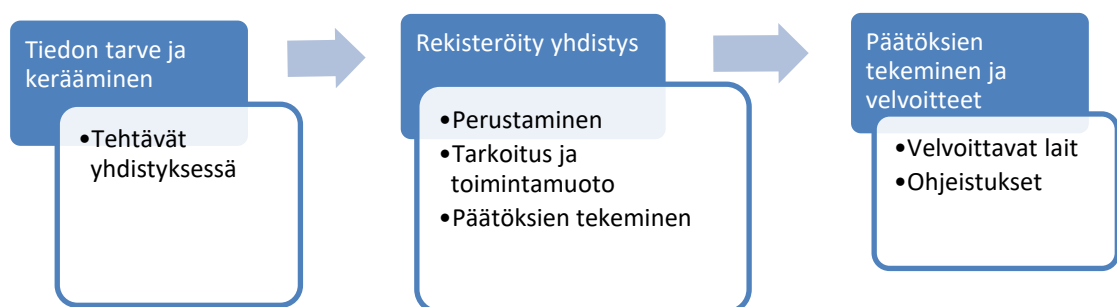 Tiedon tarve ja
kerääminen
•Tehtävät
yhdistyksessä
Rekisteröity yhdistys
•Perustaminen
•Tarkoitus ja
toimintamuoto
•Päätöksien tekeminen
Päätöksien
tekeminen ja
velvoitteet
•Velvoittavat lait
•Ohjeistukset